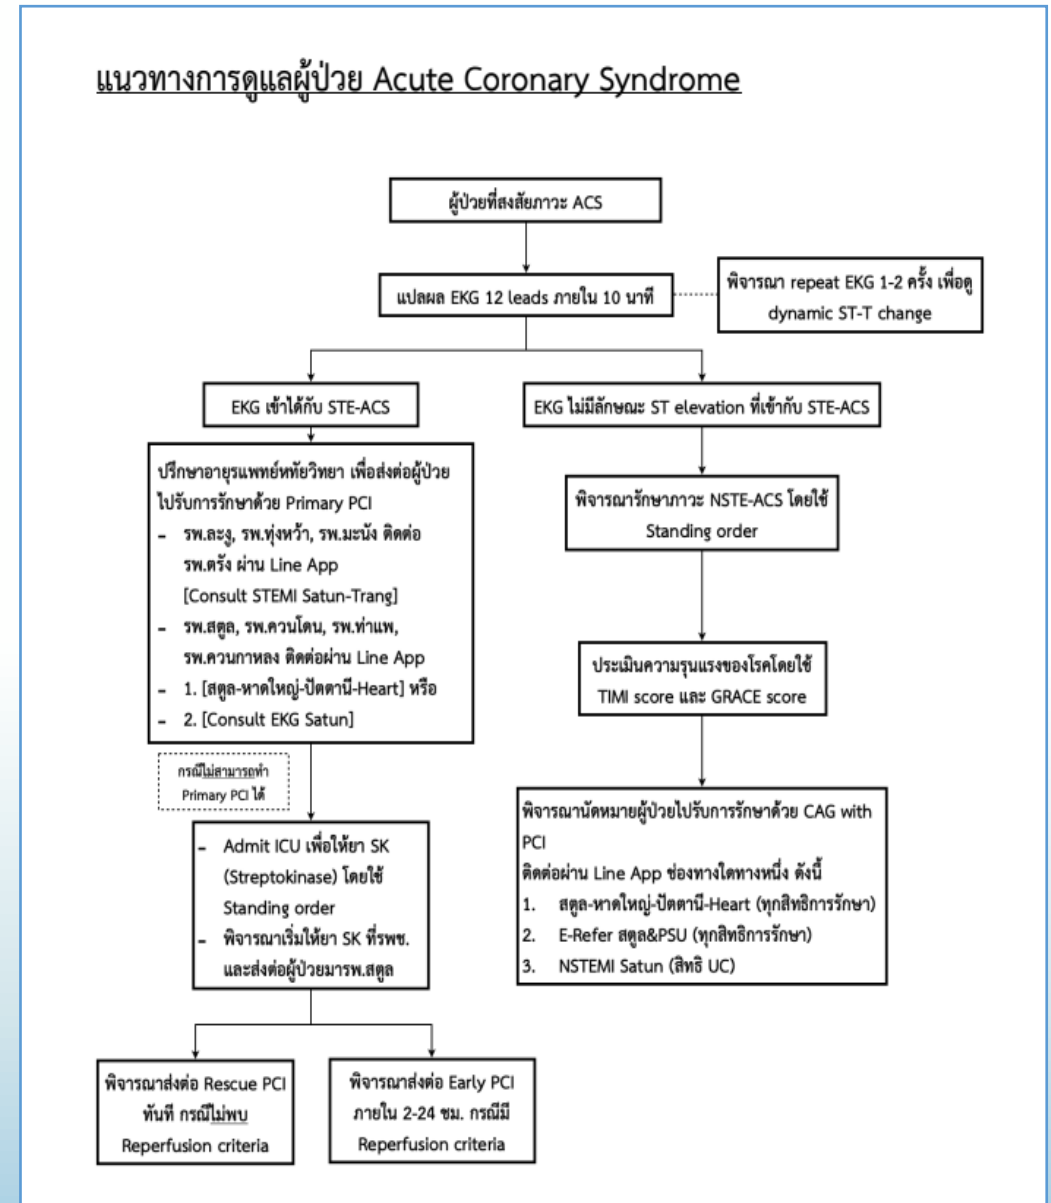 แนวทางการดูแลผู้ป่วย Acute Coronary Syndrome
ผู้ป่วยที่สงสัยภาวะ ACS
แปลผล EKG 12 leads ภายใน 10 นาที
พิจารณา repeat EKG 1-2 ครั้ง เพื่อดู
dynamic ST-T change
EKG เข้าได้กับ STE-ACS
ปรึกษาอายุรแพทย์หทัยวิทยา เพื่อส่งต่อผู้ป่วย
ไปรับการรักษาด้วย Primary PCI
- รพ.ละงู, รพ.ทุ่งหว้า, รพ.มะนัง ติดต่อ
รพ.ตรัง ผ่าน Line App
[Consult STEMI Satun-Trang]
- รพ.สตูล, รพ.ควนโดน, รพ.ท่าแพ,
รพ.ควนกาหลง ติดต่อผ่าน Line App
- 1. [สตูล-หาดใหญ่-ปัตตานี-Heart] หรือ
- 2. [Consult EKG Satun]
กรณีไม่สามารถทำ
Primary PCI ได้
- Admit ICU เพื่อให้ยา SK
(Streptokinase) โดยใช้
Standing order
- พิจารณาเริ่มให้ยา SK ที่รพช.
และส่งต่อผู้ป่วยมารพ.สตูล
พิจารณาส่งต่อ Rescue PCI
ทันที กรณีไม่พบ
Reperfusion criteria
พิจารณาส่งต่อ Early PCI
ภายใน 2-24 ชม. กรณีมี
Reperfusion criteria
EKG ไม่มีลักษณะ ST elevation ที่เข้ากับ STE-ACS
พิจารณารักษาภาวะ NSTE-ACS โดยใช้
Standing order
ประเมินความรุนแรงของโรคโดยใช้
TIMI score และ GRACE score
พิจารณานัดหมายผู้ป่วยไปรับการรักษาด้วย CAG with
PCI
ติดต่อผ่าน Line App ช่องทางใดทางหนึ่ง ดังนี้
1. สตูล-หาดใหญ่-ปัตตานี-Heart (ทุกสิทธิการรักษา)
2. E-Refer สตูล&PSU (ทุกสิทธิการรักษา)
3. NSTEMI Satun (สิทธิ UC)